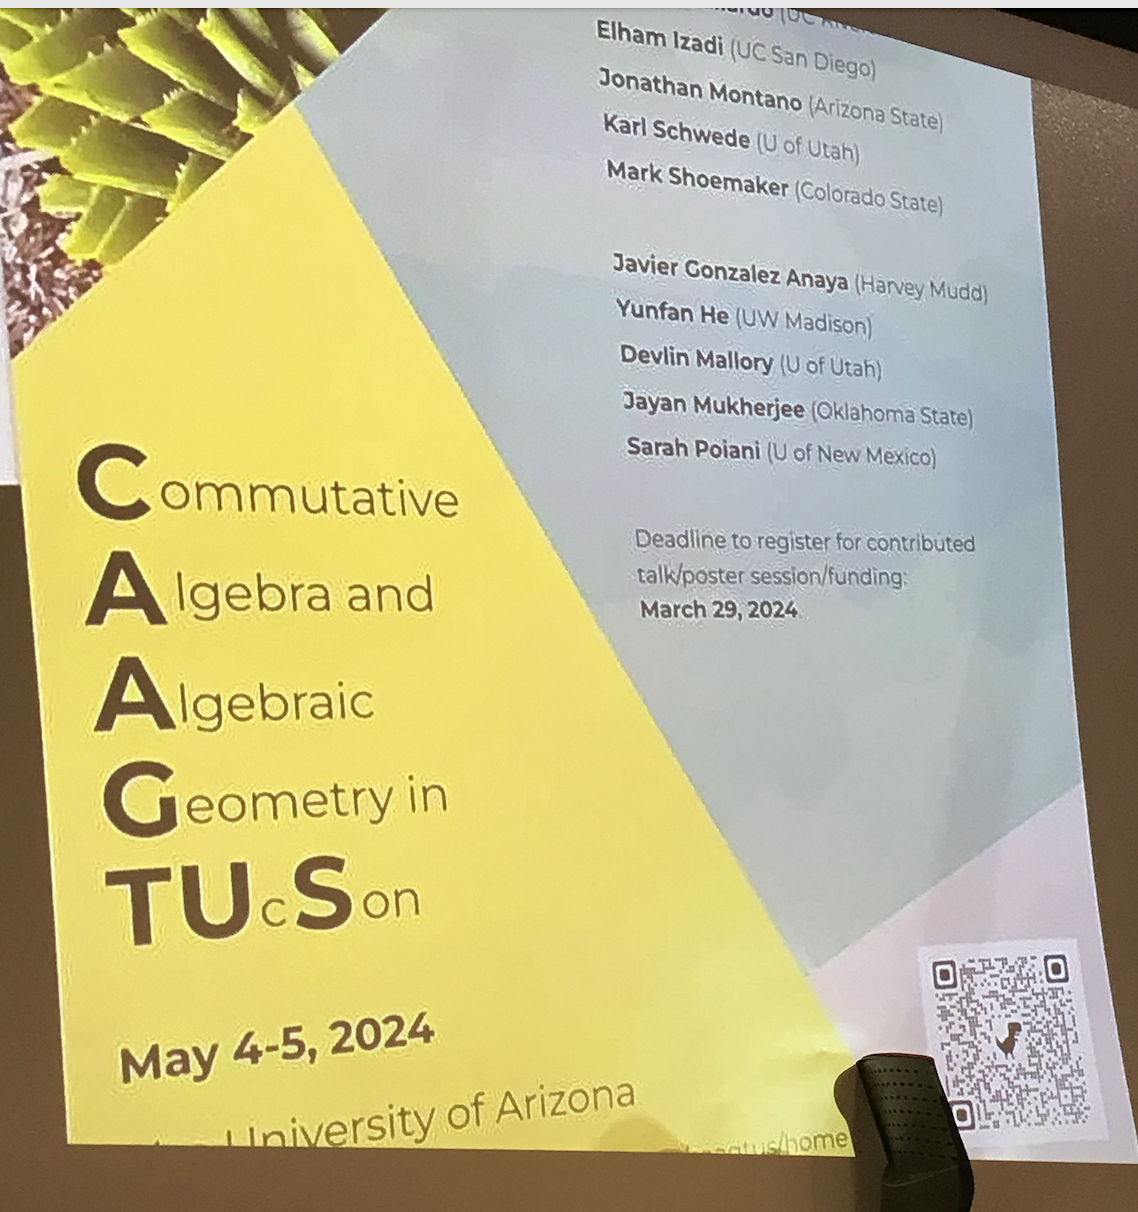 Elham Izadi (UC San Diego)
Jonathan Montano (Arizona State)
Karl Schwede (U of Utah)
Mark Shoemaker (Colorado State)
Javier Gonzalez Anaya (Harvey Mudd)
Yunfan He (UW Madison)
Devlin Mallory (U of Utah)
Jayan Mukherjee (Oklahoma State)
Sarah Poiani (U of New Mexico)
Deadline to register for contributed
talk/poster session/funding:
March 29, 2024
Commutative
Algebra and
Algebraic
Geometry in
TUcSon
May 4-5, 2024
University of Arizona
/home